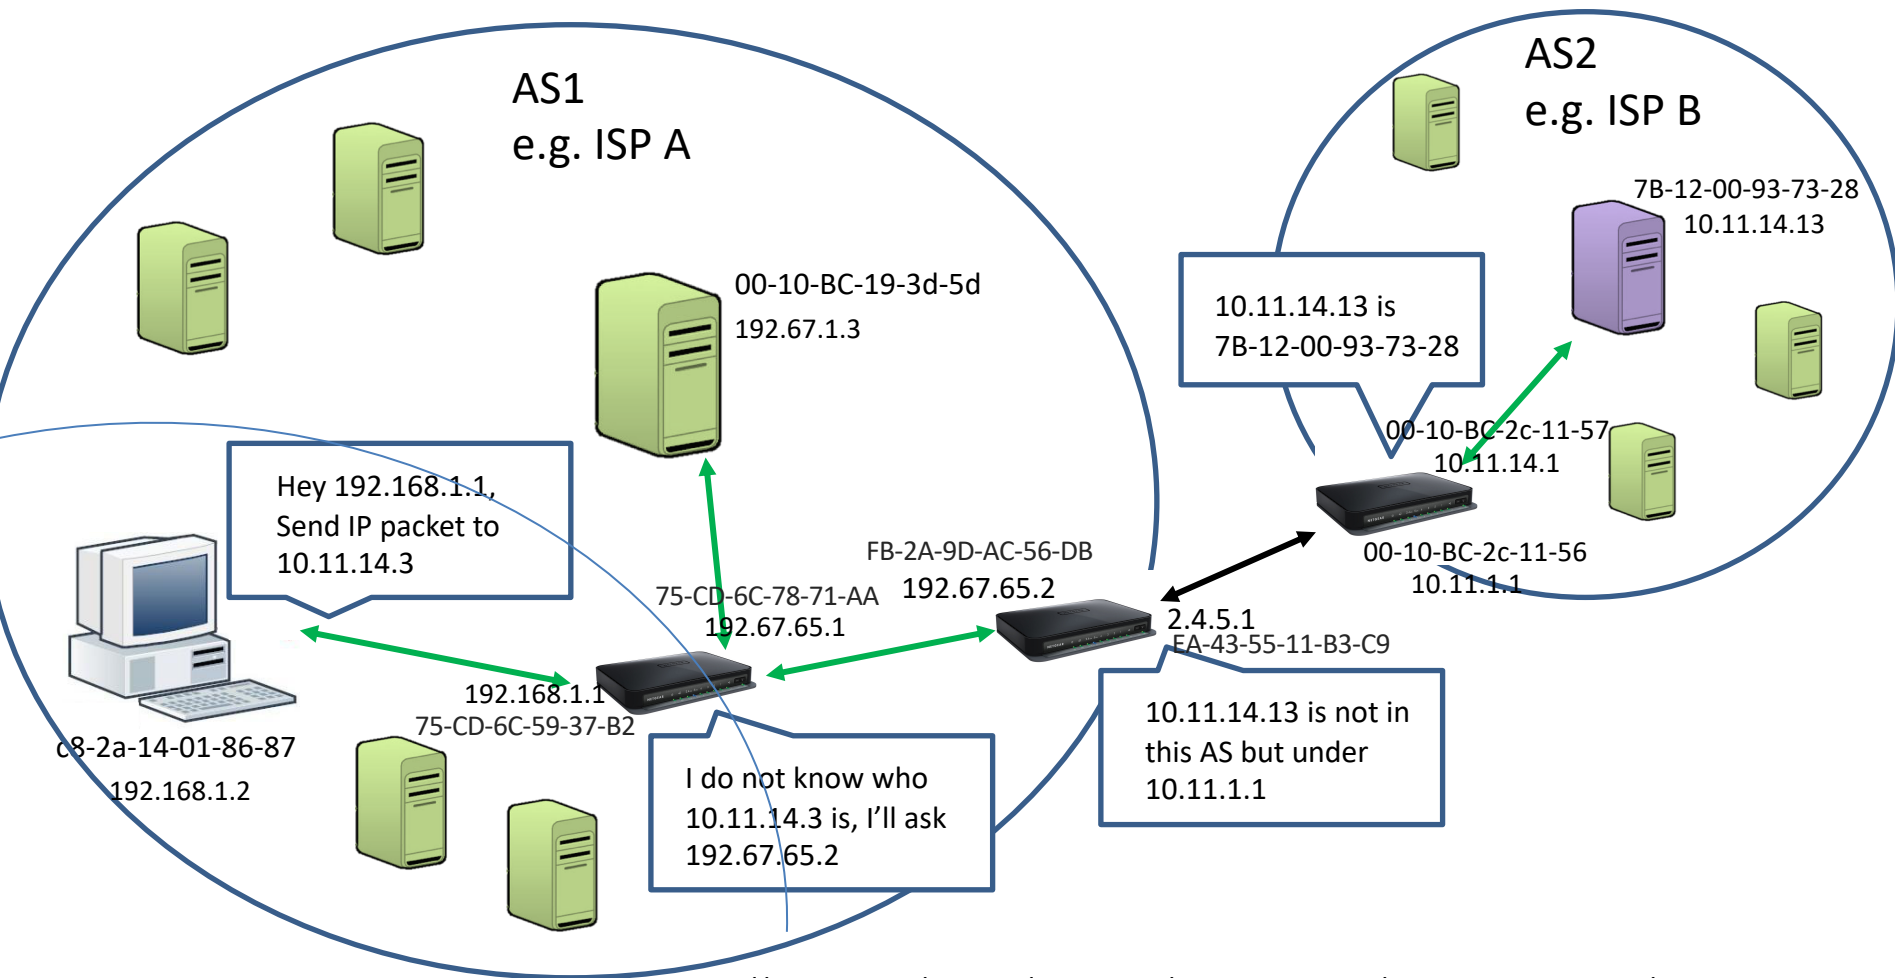 AS1
e.g. ISP A
AS2
e.g. ISP B
7B-12-00-93-73-28
10.11.14.13
00-10-BC-19-3d-5d
192.67.1.3
10.11.14.13 is
7B-12-00-93-73-28
00-10-BC-2c-11-57
10.11.14.1
Hey 192.168.1.1,
Send IP packet to
10.11.14.3
FB-2A-9D-AC-56-DB
192.67.65.2
00-10-BC-2c-11-56
10.11.1.1
75-CD-6C-78-71-AA
192.67.65.1
2.4.5.1
EA-43-55-11-B3-C9
192.168.1.1
75-CD-6C-59-37-B2
c8-2a-14-01-86-87
192.168.1.2
I do not know who
10.11.14.3 is, I’ll ask
192.67.65.2
10.11.14.13 is not in
this AS but under
10.11.1.1